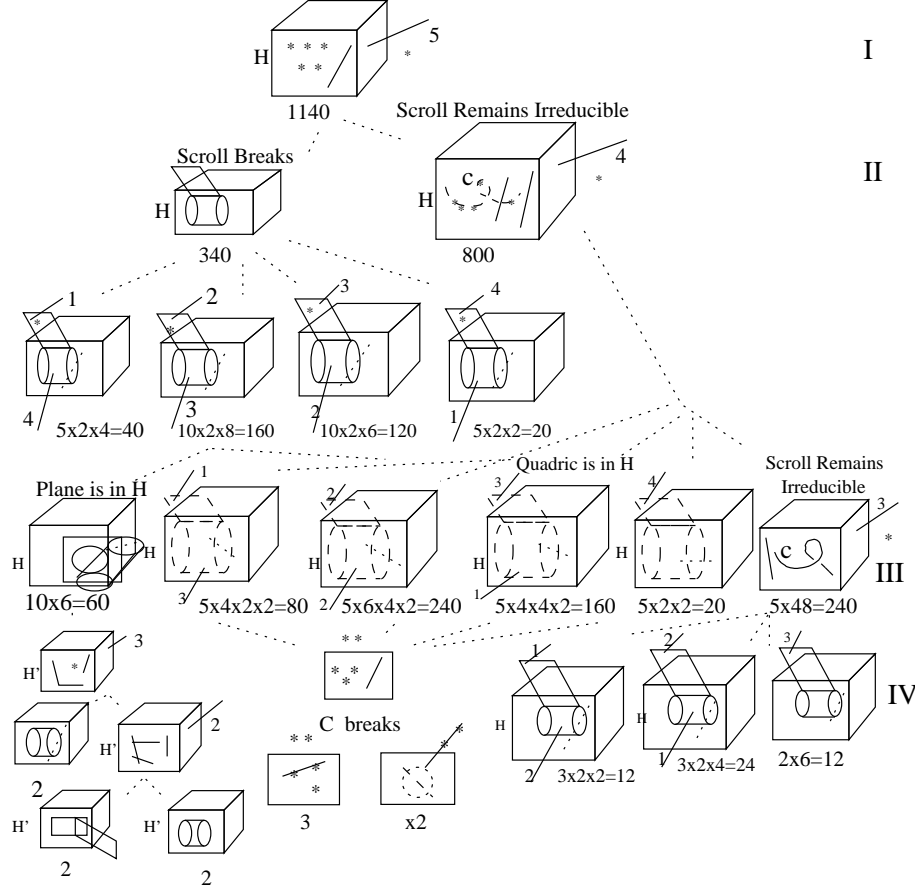 5
H
* * *
* *
*
I
1140
Scroll Remains Irreducible
Scroll Breaks
4
c
*
II
H
H
* * *
*
*
340
800
1
2
3
4
*
*
*
*
4
3
2
1
5x2x4=40
10x2x8=160
10x2x6=120
5x2x2=20
Quadric is in H
Scroll Remains
Irreducible
Plane is in H
1
2
3
4
3
c
*
H
H
H
H
H
III
3
2
1
10x6=60
5x4x2x2=80
5x6x4x2=240
5x4x4x2=160
5x2x2=20
5x48=240
3
* *
1
2
3
H'
*
* *
*
H
H
IV
2
C breaks
H'
* *
*
*
2
1
2
3x2x2=12
3x2x4=24
2x6=12
* *
*
H'
H'
3
x2
2
2